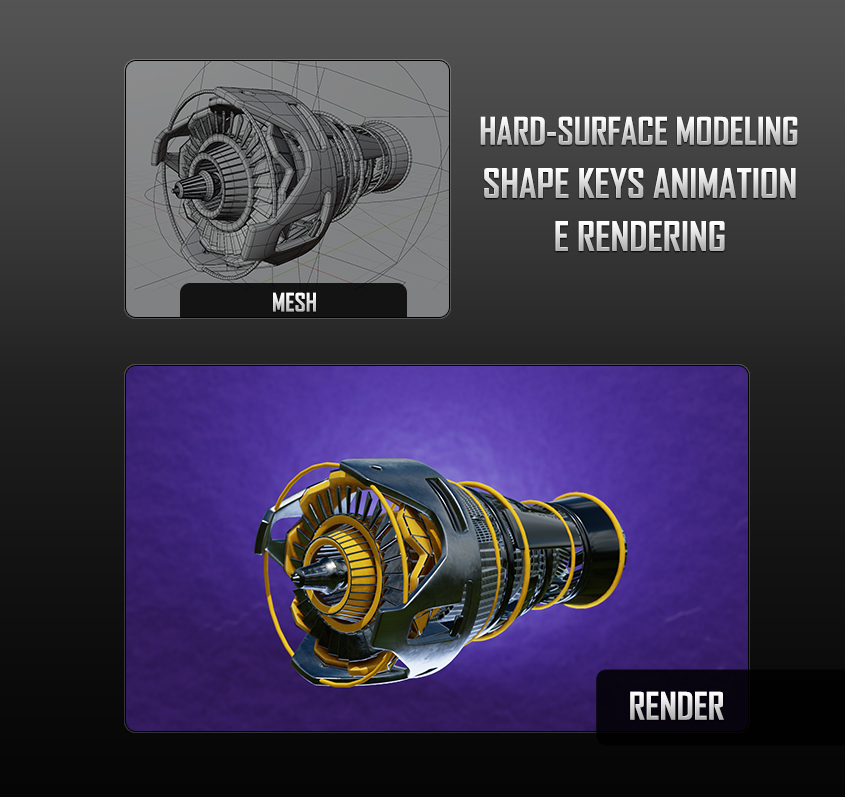 HARD-SURFACE MODELING
SHAPE KEYS ANIMATION
E RENDERING
MESH
RENDER